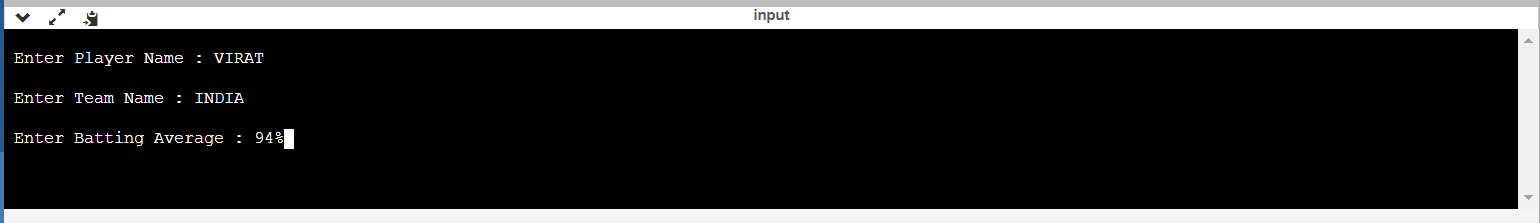 input
Enter Player Name : VIRAT
Enter Team Name : INDIA
Enter Batting Average : 94%